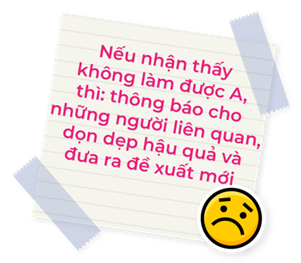 Nếu nhận thấy
không làm được A,
thì: thông báo cho
những người liên quan,
dọn dẹp hậu quả và
đưa ra đề xuất mới